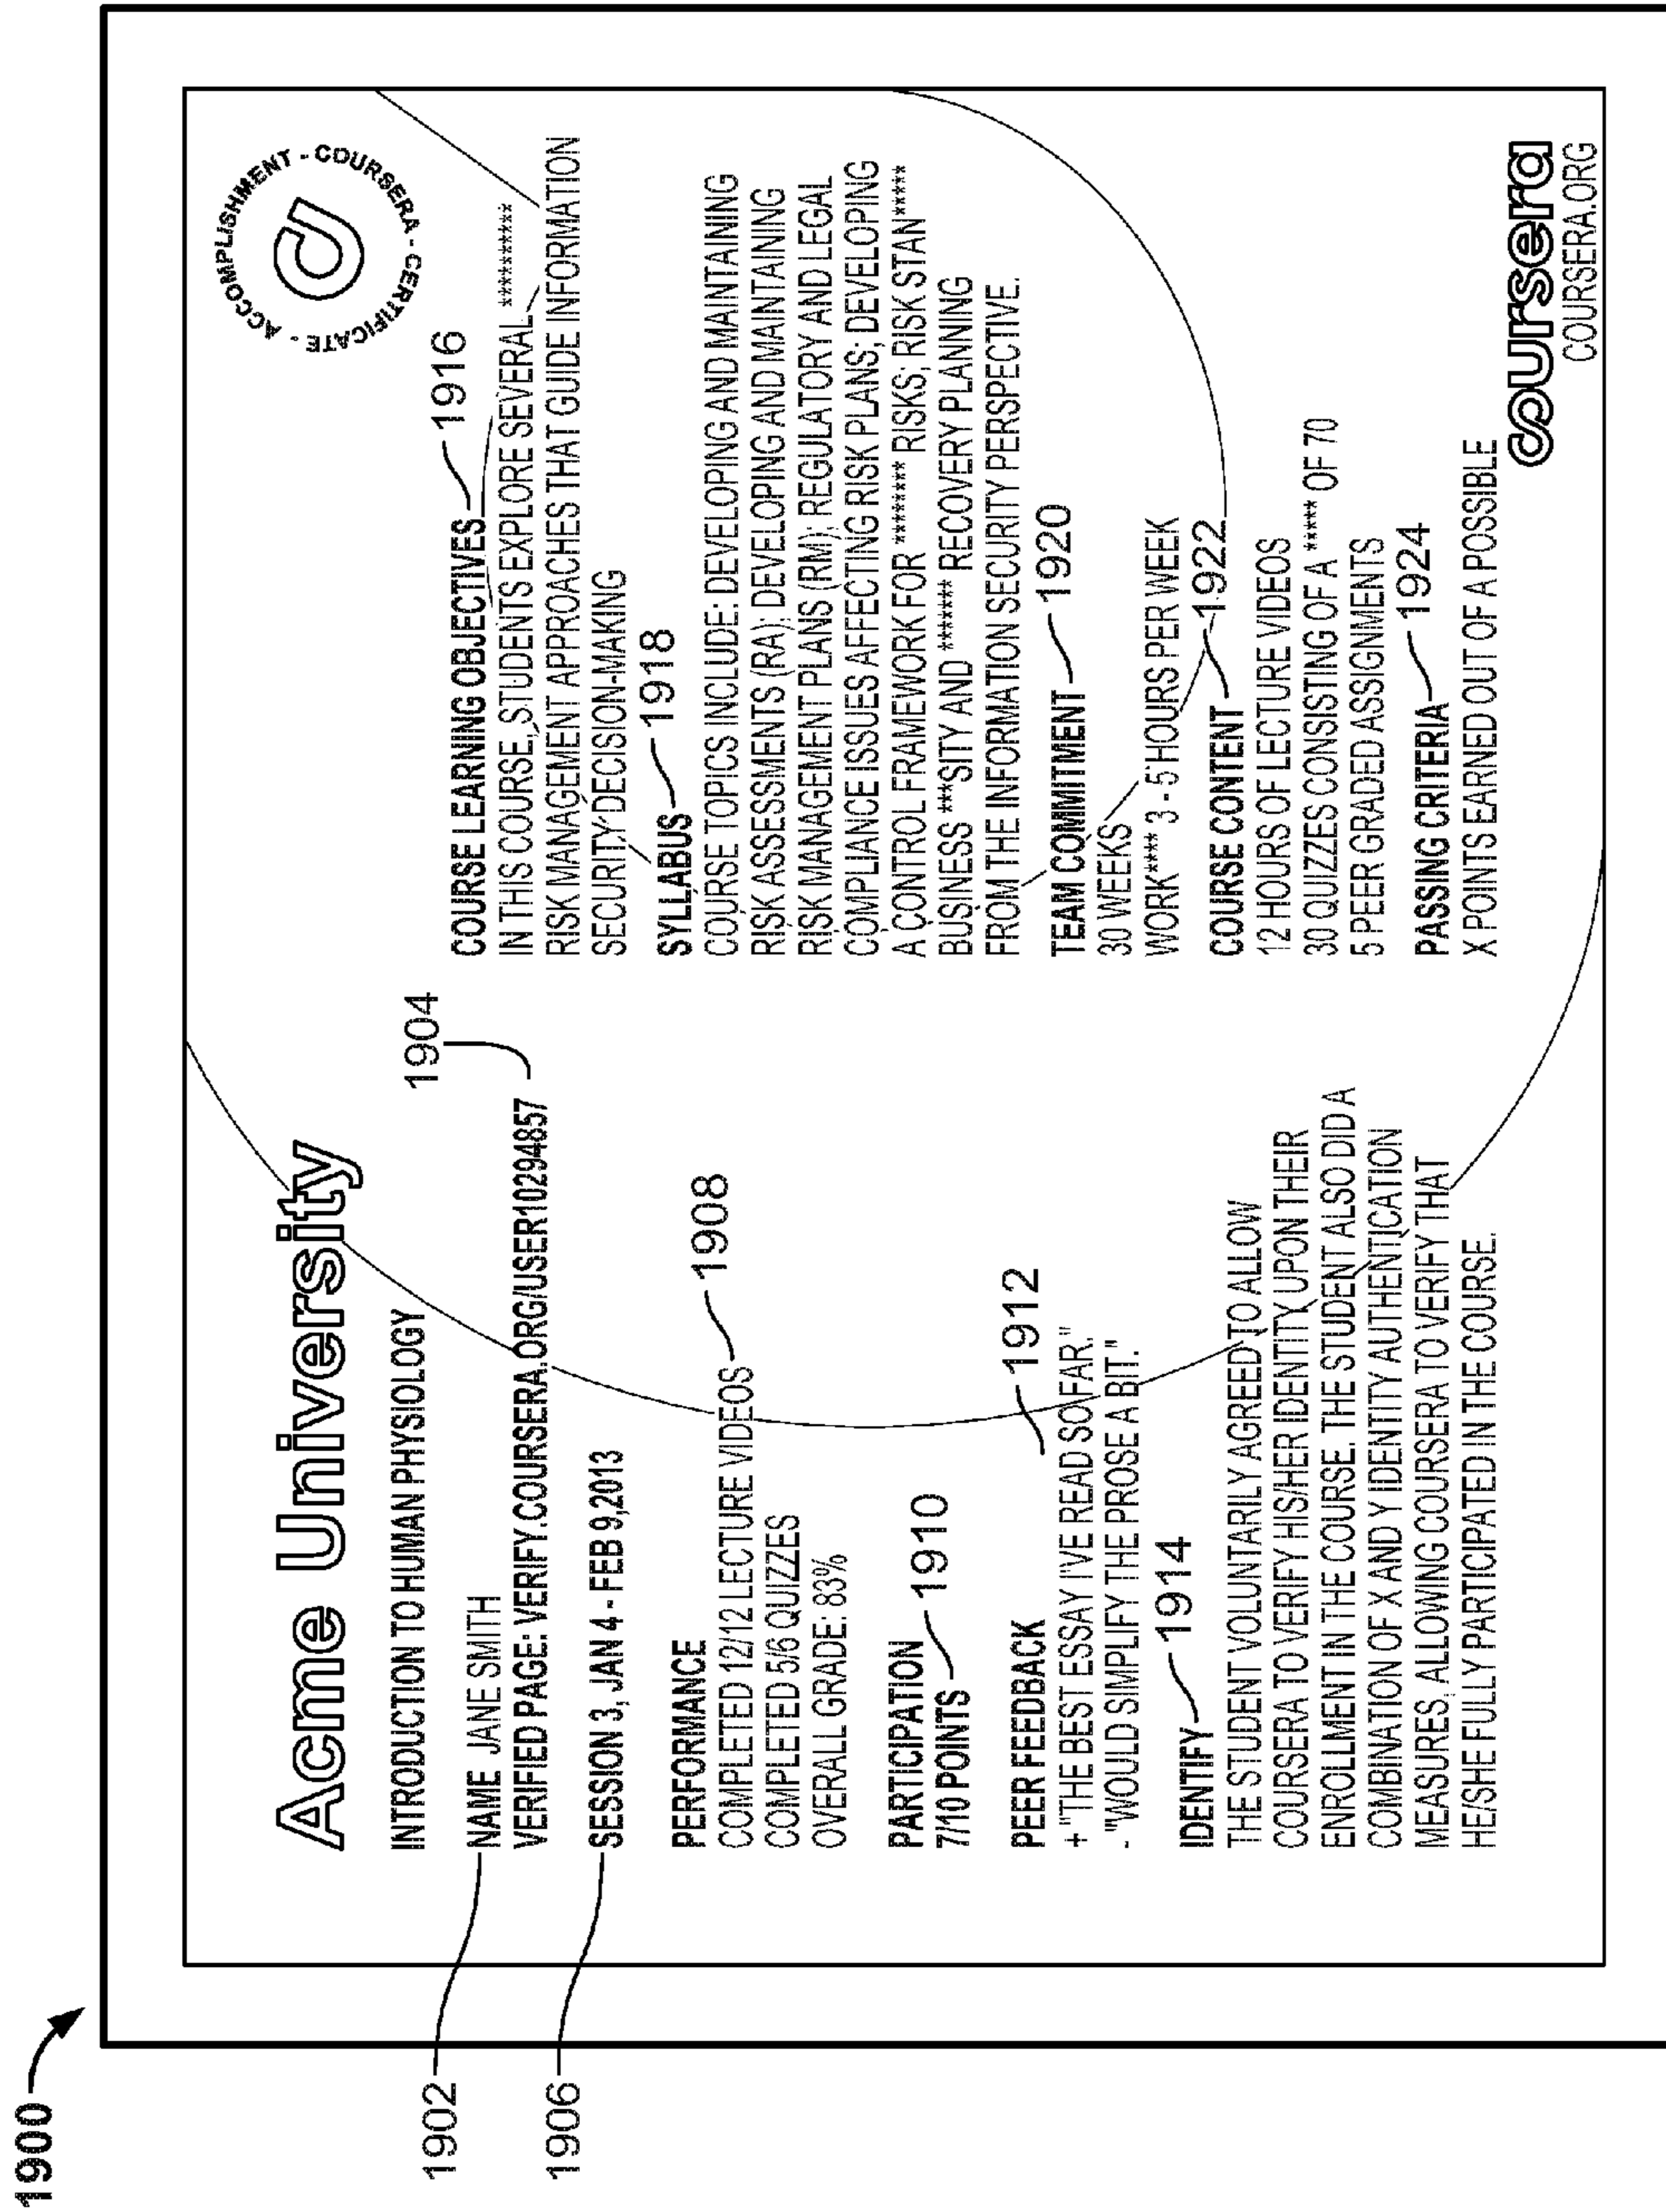 1900
1902
1906
Acme University
INTRODUCTION TO HUMAN PHYSIOLOGY
1904
NAME JANE SMITH
VERIFIED PAGE: VERIFY.COURSERA.ORG/USER10294857
SESSION 3, JAN 4 - FEB 9,2013
PERFORMANCE
COMPLETED 12/12 LECTURE VIDEOS 1908
COMPLETED 5/6 QUIZZES
OVERALL GRADE: 83%
PARTICIPATION
7/10 POINTS 1910
PEER FEEDBACK 1912
+ "THE BEST ESSAY I'VE READ SO FAR."
- "WOULD SIMPLIFY THE PROSE A BIT."
IDENTIFY 1914
THE STUDENT VOLUNTARILY AGREED TO ALLOW
COURSERA TO VERIFY HIS/HER IDENTITY UPON THEIR
ENROLLMENT IN THE COURSE. THE STUDENT ALSO DID A
COMBINATION OF X AND Y IDENTITY AUTHENTICATION
MEASURES, ALLOWING COURSERA TO VERIFY THAT
HE/SHE FULLY PARTICIPATED IN THE COURSE.
COURSERA - CERTIFICATE - ACCOMPLISHMENT -
COURSE LEARNING OBJECTIVES 1916
IN THIS COURSE, STUDENTS EXPLORE SEVERAL **********
RISK MANAGEMENT APPROACHES THAT GUIDE INFORMATION
SECURITY DECISION-MAKING
SYLLABUS 1918
COURSE TOPICS INCLUDE: DEVELOPING AND MAINTAINING
RISK ASSESSMENTS (RA); DEVELOPING AND MAINTAINING
RISK MANAGEMENT PLANS (RM); REGULATORY AND LEGAL
COMPLIANCE ISSUES AFFECTING RISK PLANS; DEVELOPING
A CONTROL FRAMEWORK FOR ******** RISKS; RISK STAN*****
BUSINESS ***SITY AND ******* RECOVERY PLANNING
FROM THE INFORMATION SECURITY PERSPECTIVE.
TEAM COMMITMENT 1920
30 WEEKS
WORK**** 3 - 5 HOURS PER WEEK
COURSE CONTENT 1922
12 HOURS OF LECTURE VIDEOS
30 QUIZZES CONSISTING OF A ***** OF 70
5 PEER GRADED ASSIGNMENTS
PASSING CRITERIA 1924
X POINTS EARNED OUT OF A POSSIBLE
coursera
COURSERA.ORG